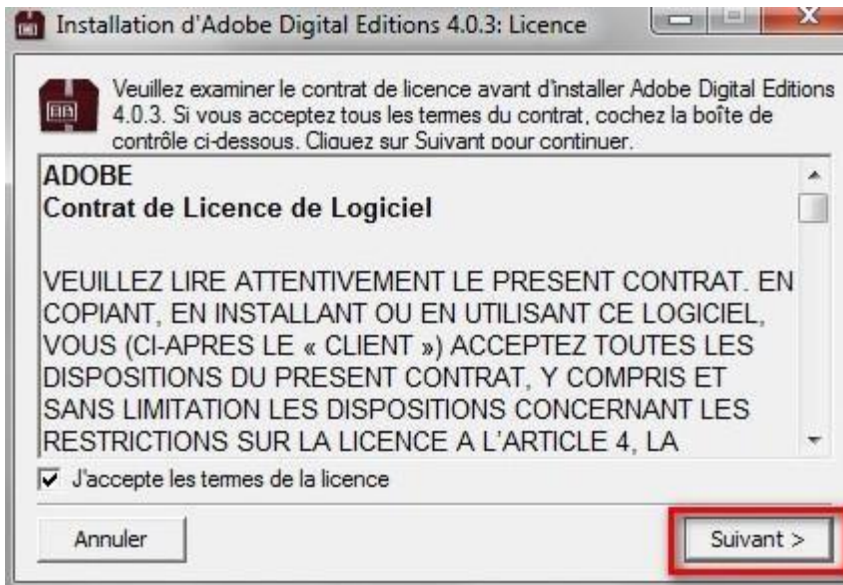 Installation d'Adobe Digital Editions 4.0.3: Licence
Veuillez examiner le contrat de licence avant d'installer Adobe Digital Editions
4.0.3. Si vous acceptez tous les termes du contrat, cochez la boîte de
contrôle ci-dessous. Cliquez sur Suivant pour continuer.
ADOBE
Contrat de Licence de Logiciel
VEUILLEZ LIRE ATTENTIVEMENT LE PRESENT CONTRAT. EN
COPIANT, EN INSTALLANT OU EN UTILISANT CE LOGICIEL,
VOUS (CI-APRES LE « CLIENT ») ACCEPTEZ TOUTES LES
DISPOSITIONS DU PRESENT CONTRAT, Y COMPRIS ET
SANS LIMITATION LES DISPOSITIONS CONCERNANT LES
RESTRICTIONS SUR LA LICENCE A L'ARTICLE 4, LA
J'accepte les termes de la licence
Annuler
Suivant >